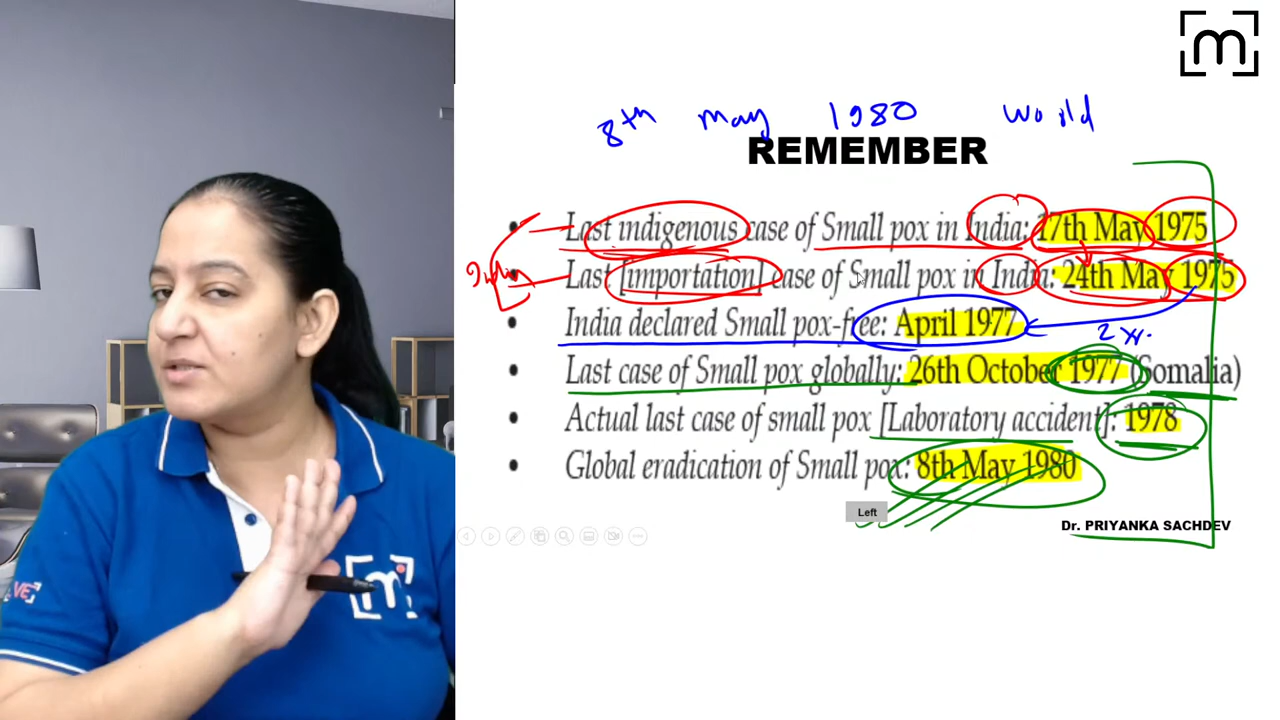 m
8th may 1980 world
REMEMBER
• Last indigenous case of Small pox in India: 17th May 1975
• Last [importation] case of Small pox in India: 24th May 1975
India
• India declared Small pox-free: April 1977
2 yr.
• Last case of Small pox globally: 26th October 1977 (Somalia)
• Actual last case of small pox [Laboratory accident]: 1978
• Global eradication of Small pox: 8th May 1980
Left
Dr. PRIYANKA SACHDEV
m
VE